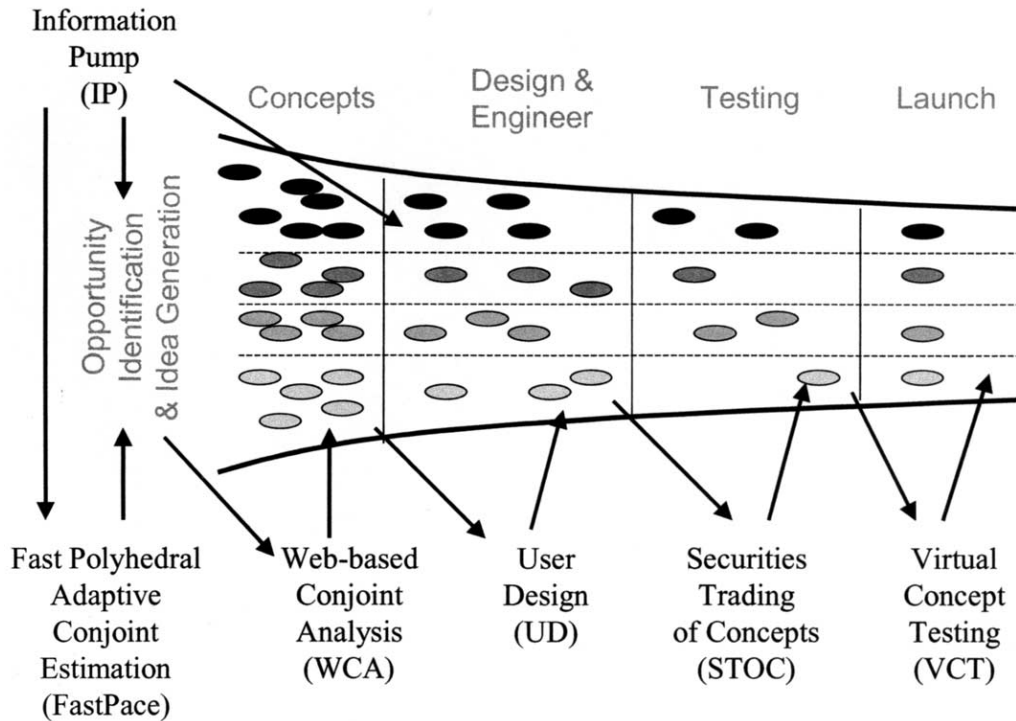 Information
Pump
(IP)
Concepts
Design &
Engineer
Testing
Launch
Opportunity
Identification
& Idea Generation
Fast Polyhedral
Adaptive
Conjoint
Estimation
(FastPace)
Web-based
Conjoint
Analysis
(WCA)
User
Design
(UD)
Securities
Trading
of Concepts
(STOC)
Virtual
Concept
Testing
(VCT)